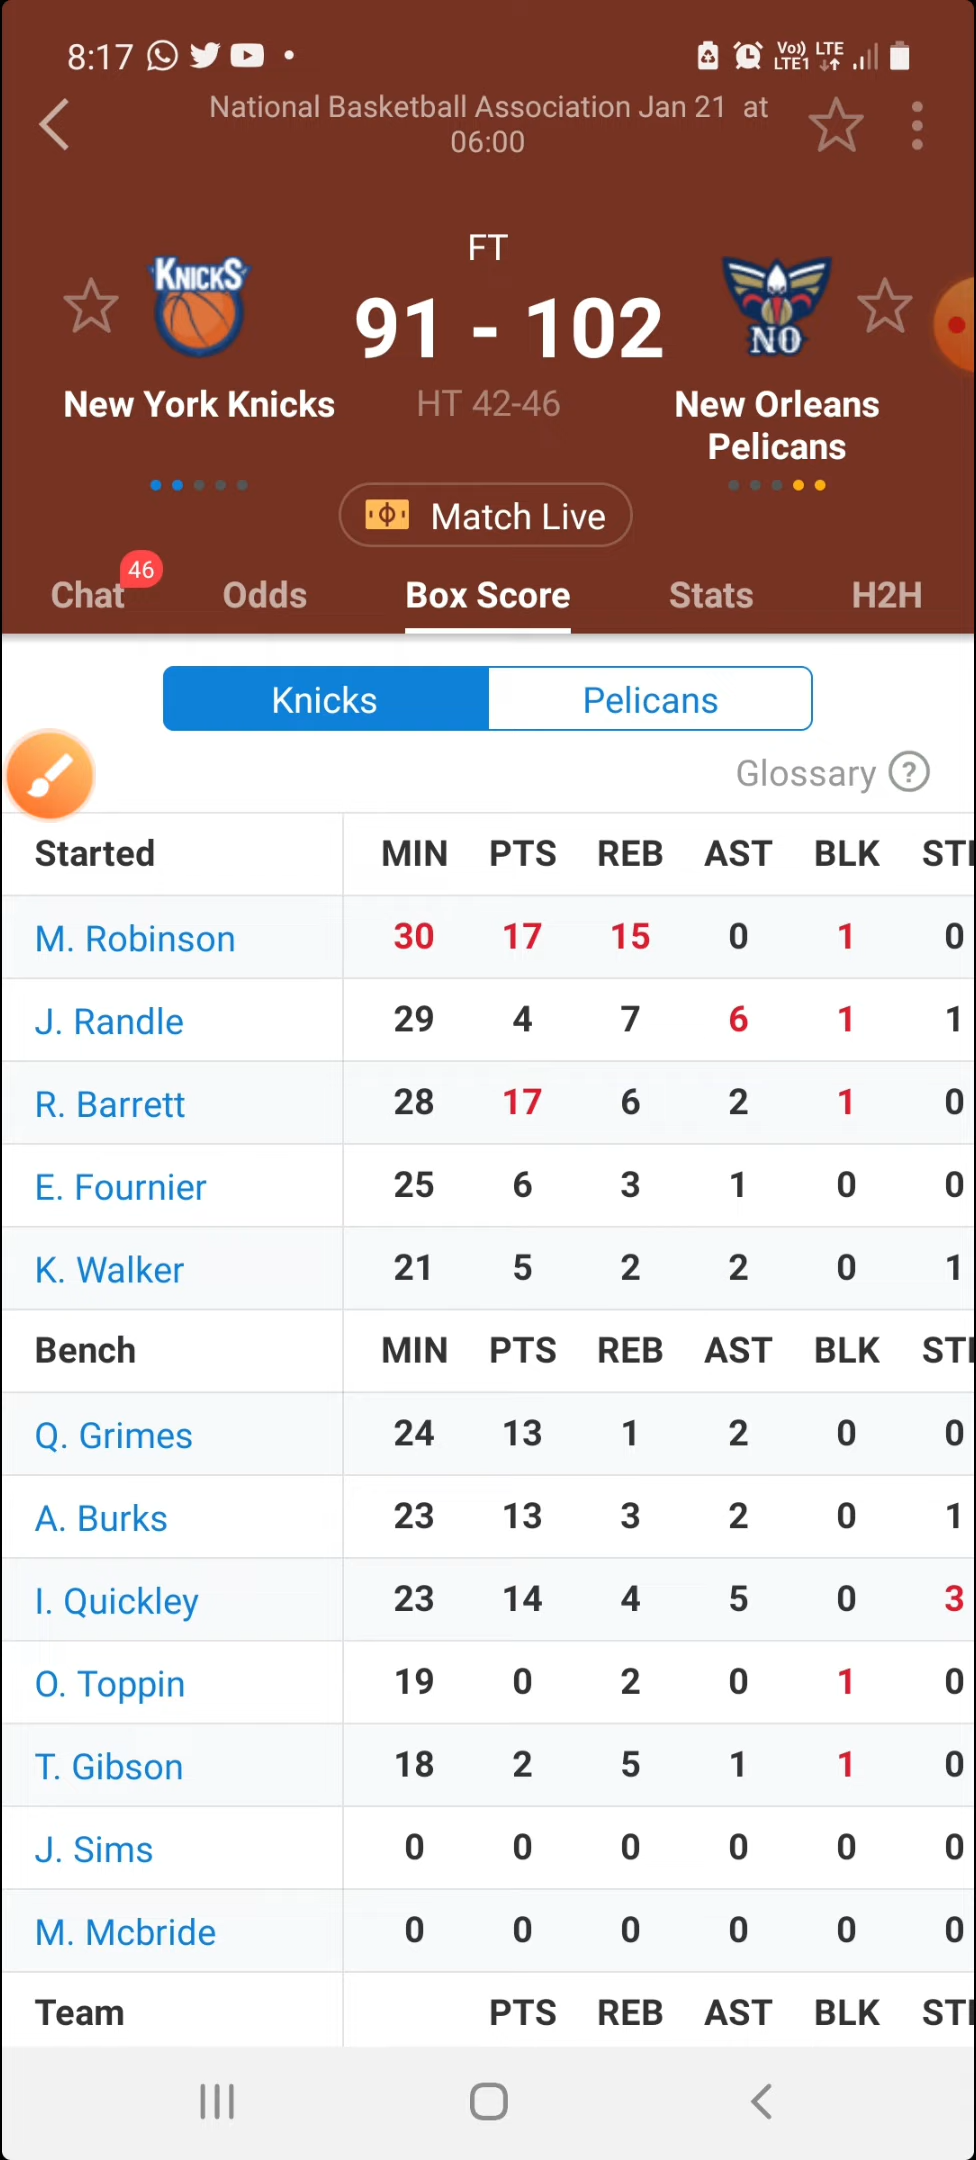 8:17
Vo)) LTE
LTE1
National Basketball Association Jan 21 at
06:00
FT
KNICKS
91 - 102
NO
New York Knicks
HT 42-46
New Orleans
Pelicans
Match Live
Chat 46 Odds Box Score Stats H2H
Knicks Pelicans
Glossary ?
Started MIN PTS REB AST BLK
M. Robinson 30 17 15 0 1 0
J. Randle 29 4 7 6 1 1
R. Barrett 28 17 6 2 1 0
E. Fournier 25 6 3 1 0 0
K. Walker 21 5 2 2 0 1
Bench MIN PTS REB AST BLK
Q. Grimes 24 13 1 2 0 0
A. Burks 23 13 3 2 0 1
I. Quickley 23 14 4 5 0 3
O. Toppin 19 0 2 0 1 0
T. Gibson 18 2 5 1 1 0
J. Sims 0 0 0 0 0 0
M. Mcbride 0 0 0 0 0 0
Team PTS REB AST BLK